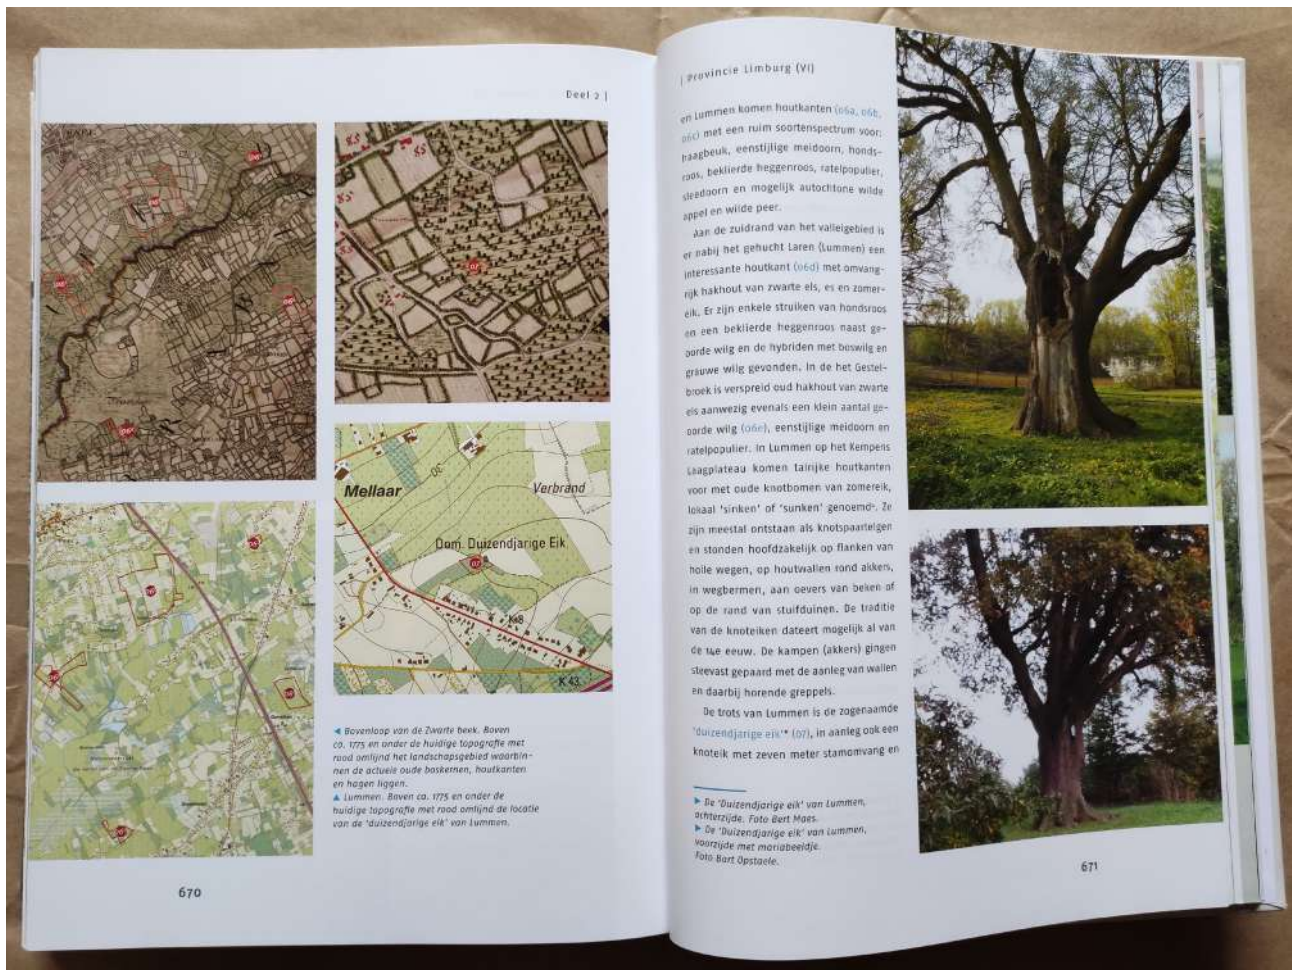 Deel 2 |
Mellaar
Verbrand
30
Dom. Duizendjarige Eik
07
K 8
K 43
◀ Bovenloop van de Zwarte beek. Boven
ca. 1775 en onder de huidige topografie met
rood omlijnd het landschapsgebied waarbin-
nen de actuele oude boskernen, houtkanten
en hagen liggen.
▲ Lummen. Boven ca. 1775 en onder de
huidige topografie met rood omlijnd de locatie
van de 'duizendjarige eik' van Lummen.
670
| Provincie Limburg (Vl)
en Lummen komen houtkanten (06a, 06b,
06c) met een ruim soortenspectrum voor:
haagbeuk, eenstijlige meidoorn, honds-
roos, beklierde heggenroos, ratelpopulier,
sleedoorn en mogelijk autochtone wilde
appel en wilde peer.
Aan de zuidrand van het valleigebied is
er nabij het gehucht Laren (Lummen) een
interessante houtkant (06d) met omvang-
rijk hakhout van zwarte els, es en zomer-
eik. Er zijn enkele struiken van hondsroos
en een beklierde heggenroos naast ge-
oorde wilg en de hybriden met boswilg en
grauwe wilg gevonden. In de het Gestel-
broek is verspreid oud hakhout van zwarte
els aanwezig evenals een klein aantal ge-
oorde wilg (06e), eenstijlige meidoorn en
ratelpopulier. In Lummen op het Kempens
Laagplateau komen talrijke houtkanten
voor met oude knotbomen van zomereik,
lokaal 'sinken' of 'sunken' genoemd. Ze
zijn meestal ontstaan als knotspaartelgen
en stonden hoofdzakelijk op flanken van
holle wegen, op houtwallen rond akkers,
in wegbermen, aan oevers van beken of
op de rand van stuifduinen. De traditie
van de knoteiken dateert mogelijk al van
de 14e eeuw. De kampen (akkers) gingen
steevast gepaard met de aanleg van wallen
en daarbij horende greppels.
De trots van Lummen is de zogenaamde
'duizendjarige eik'* (07), in aanleg ook een
knoteik met zeven meter stamomvang en
▶ De 'Duizendjarige eik' van Lummen,
achterzijde. Foto Bert Maes.
▶ De 'Duizendjarige eik' van Lummen,
voorzijde met mariabeeldje.
Foto Bart Opstaele.
671